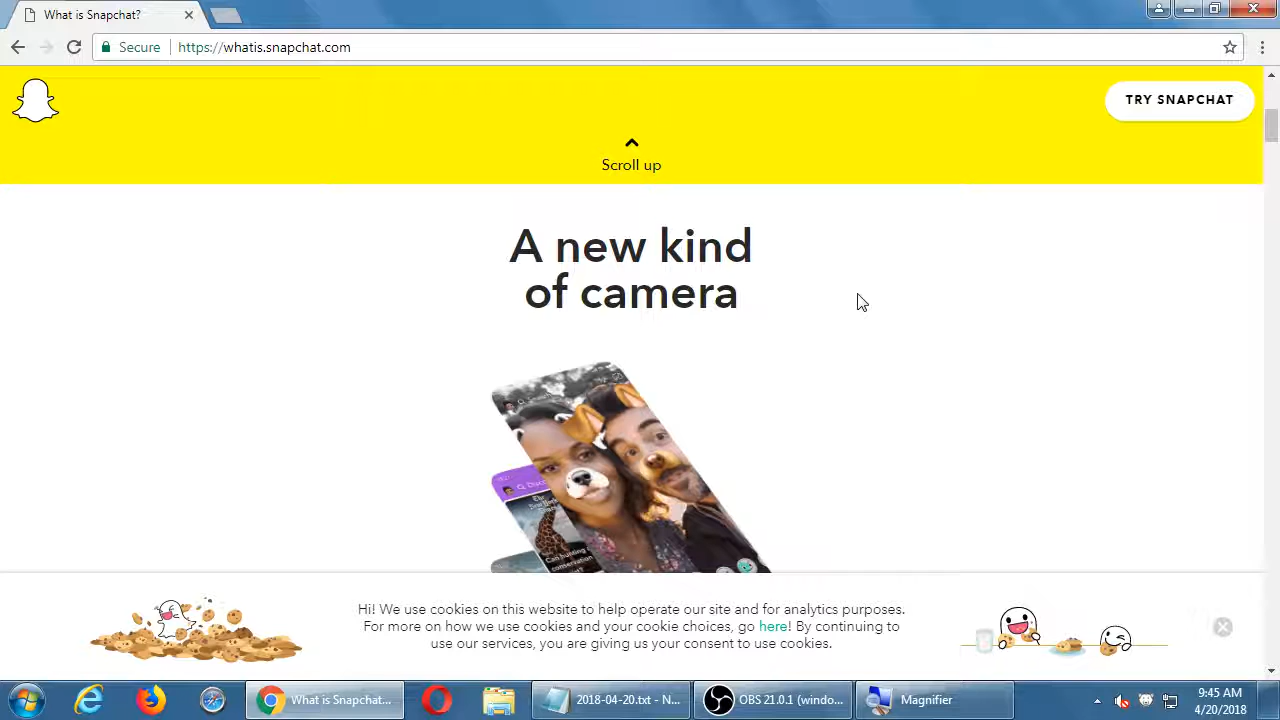 What is Snapchat?
Secure
https://whatis.snapchat.com
TRY SNAPCHAT
Scroll up
A new kind
of camera
Can hunting
conservation
Hi! We use cookies on this website to help operate our site and for analytics purposes.
For more on how we use cookies and your cookie choices, go here! By continuing to
use our services, you are giving us your consent to use cookies.
What is Snapchat...
2018-04-20.txt - N...
OBS 21.0.1 (windo...
Magnifier
9:45 AM
4/20/2018